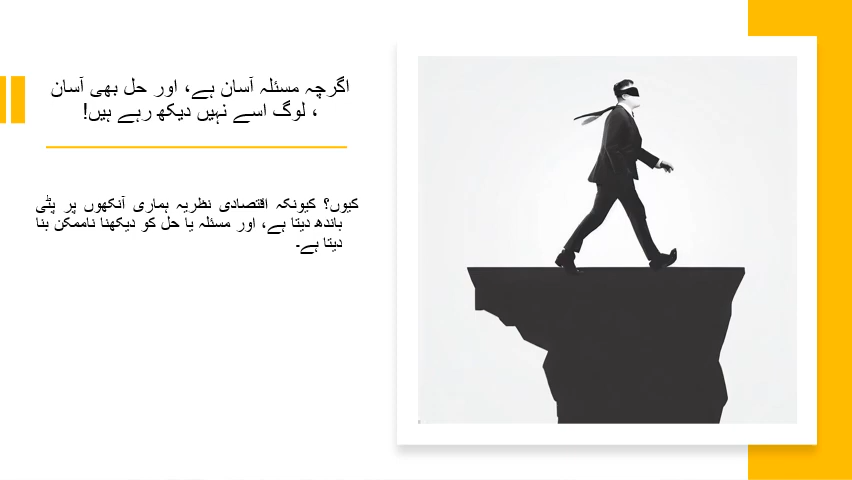 اگرچہ مسئلہ آسان ہے، اور حل بھی آسان
، لوگ اسے نہیں دیکھ رہے ہیں!
کیوں؟ کیونکہ اقتصادی نظریہ ہماری آنکھوں پر پٹی
باندھ دیتا ہے، اور مسئلہ یا حل کو دیکھنا ناممکن بنا
دیتا ہے۔